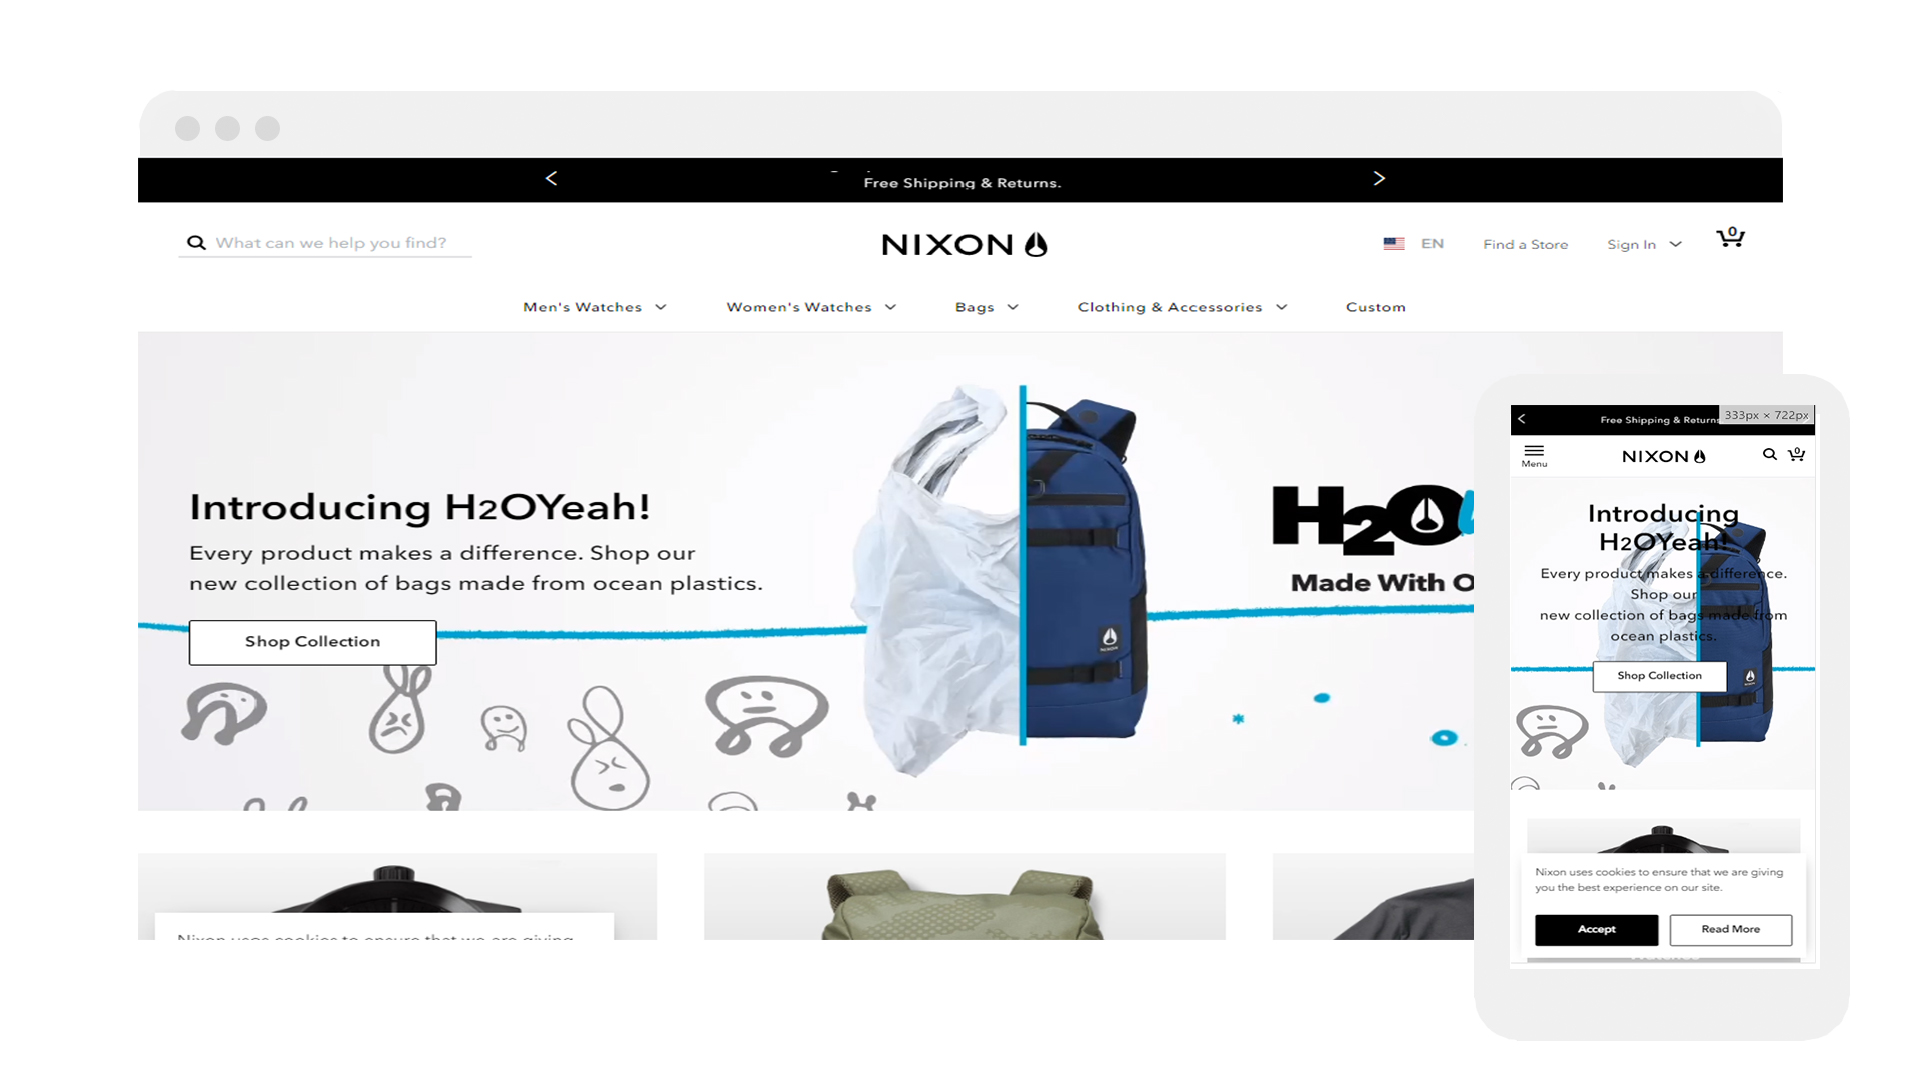 Free Shipping & Returns.
What can we help you find?
NIXON
EN
Find a Store
Sign In
0
Men's Watches
Women's Watches
Bags
Clothing & Accessories
Custom
Introducing H2OYeah!
Every product makes a difference. Shop our
new collection of bags made from ocean plastics.
Shop Collection
H2O
Made With O
NIXON
Nixon uses cookies to ensure that we are giving
Free Shipping & Returns
333px × 722px
Menu
NIXON
0
Introducing
H2OYeah!
Every product makes a difference.
Shop our
new collection of bags made from
ocean plastics.
Shop Collection
Nixon uses cookies to ensure that we are giving
you the best experience on our site.
Accept
Read More